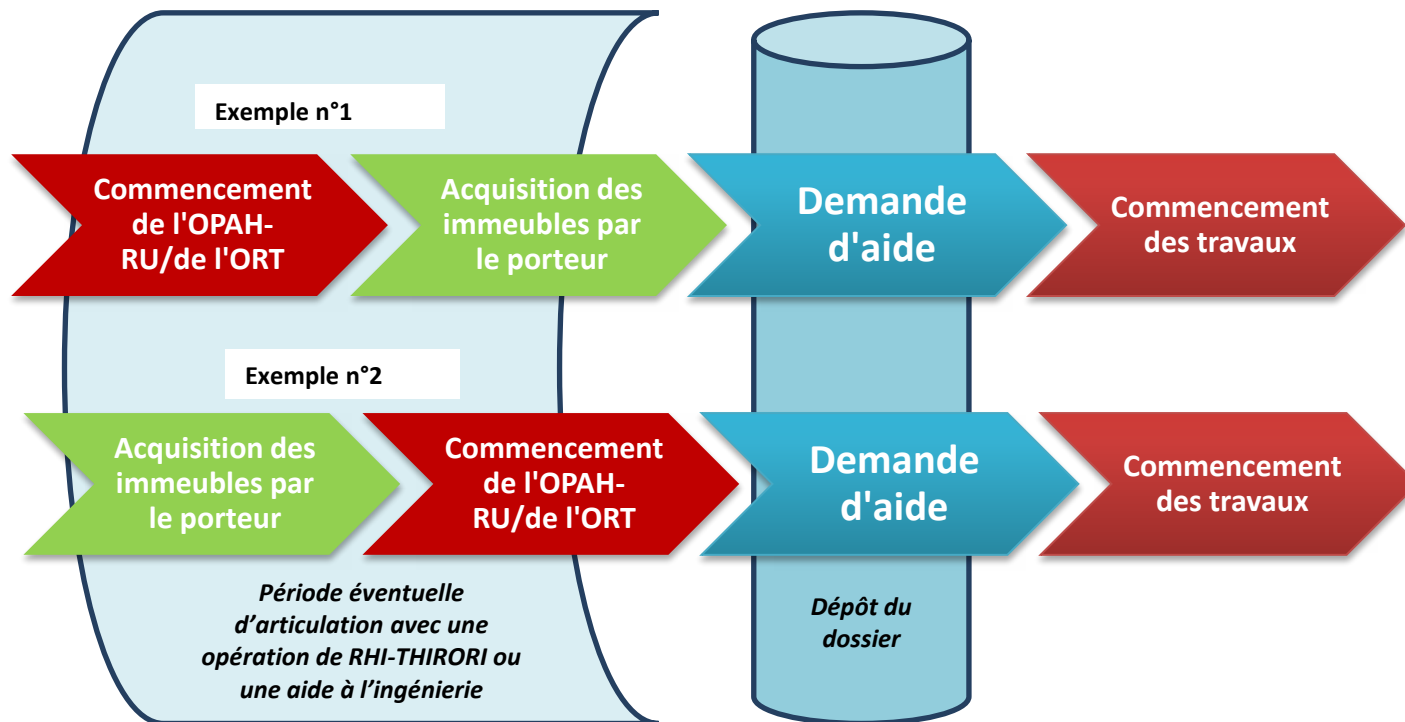 Exemple n°1
Commencement
de l'OPAH-
RU/de l'ORT
Acquisition des
immeubles par
le porteur
Demande
d'aide
Commencement
des travaux
Exemple n°2
Acquisition des
immeubles par
le porteur
Commencement
de l'OPAH-
RU/de l'ORT
Demande
d'aide
Commencement
des travaux
Période éventuelle
d’articulation avec une
opération de RHI-THIRORI ou
une aide à l’ingénierie
Dépôt du
dossier